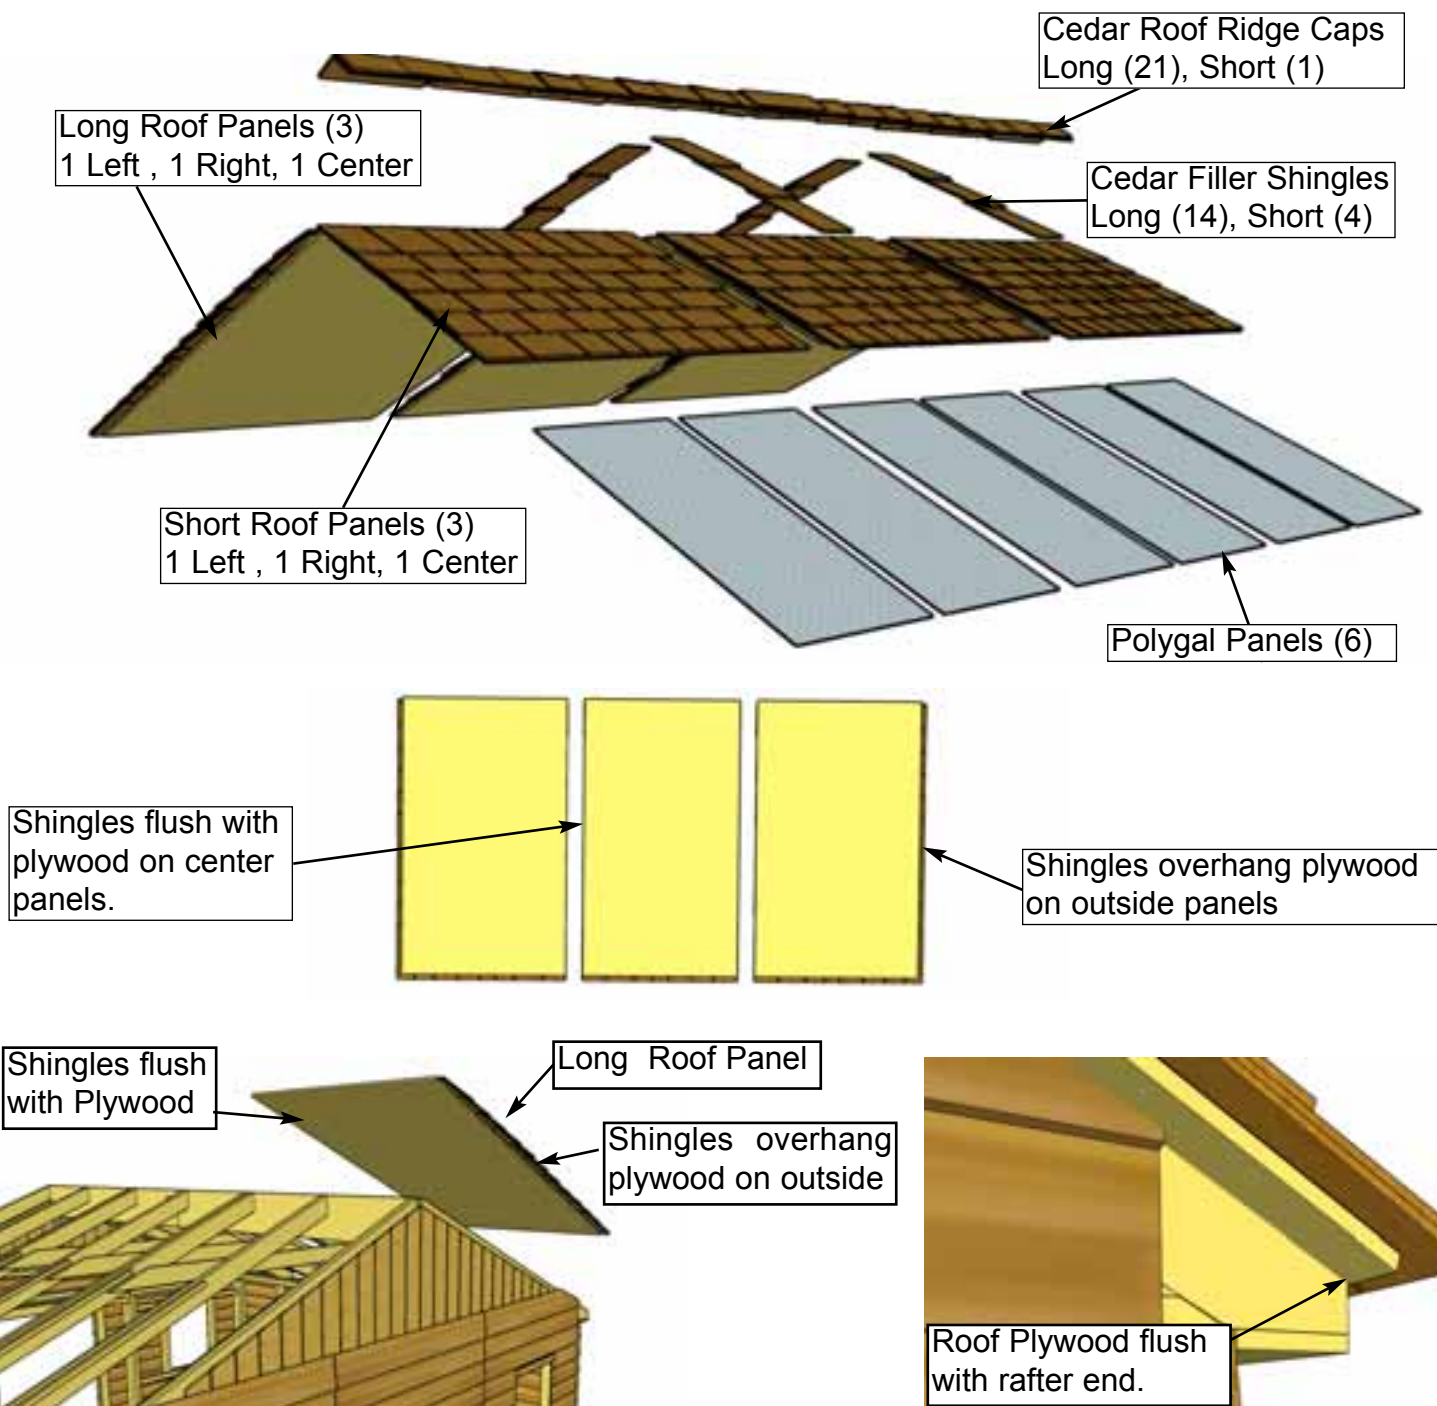 Cedar Roof Ridge Caps
Long (21), Short (1)
Long Roof Panels (3)
1 Left , 1 Right, 1 Center
Cedar Filler Shingles
Long (14), Short (4)
Short Roof Panels (3)
1 Left , 1 Right, 1 Center
Polygal Panels (6)
Shingles flush with
plywood on center
panels.
Shingles overhang plywood
on outside panels
Shingles flush
with Plywood
Long Roof Panel
Shingles overhang
plywood on outside
Roof Plywood flush
with rafter end.